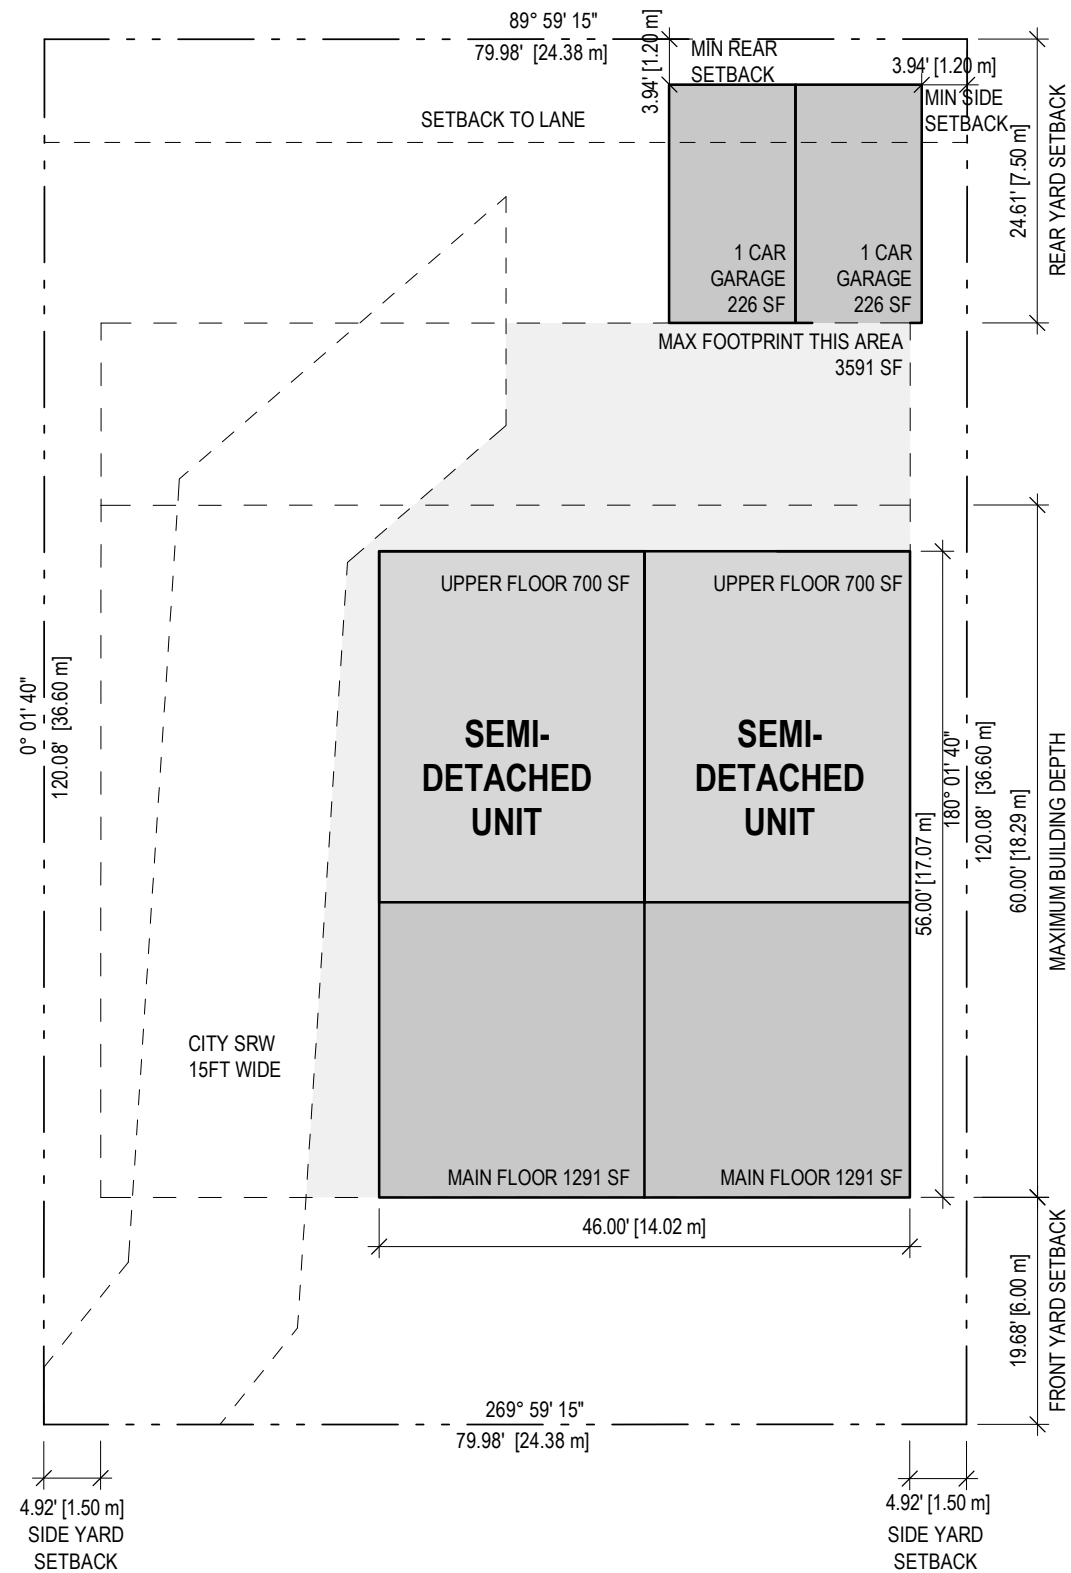 89° 59' 15"
79.98' [24.38 m]
3.94' [1.20 m]
MIN REAR
SETBACK
3.94' [1.20 m]
MIN SIDE
SETBACK
SETBACK TO LANE
24.61' [7.50 m]
REAR YARD SETBACK
1 CAR
GARAGE
226 SF
1 CAR
GARAGE
226 SF
MAX FOOTPRINT THIS AREA
3591 SF
UPPER FLOOR 700 SF
UPPER FLOOR 700 SF
0° 01' 40"
120.08' [36.60 m]
SEMI-
DETACHED
UNIT
SEMI-
DETACHED
UNIT
56.00' [17.07 m]
180° 01' 40"
120.08' [36.60 m]
60.00' [18.29 m]
MAXIMUM BUILDING DEPTH
CITY SRW
15FT WIDE
MAIN FLOOR 1291 SF
MAIN FLOOR 1291 SF
46.00' [14.02 m]
19.68' [6.00 m]
FRONT YARD SETBACK
269° 59' 15"
79.98' [24.38 m]
4.92' [1.50 m]
SIDE YARD
SETBACK
4.92' [1.50 m]
SIDE YARD
SETBACK